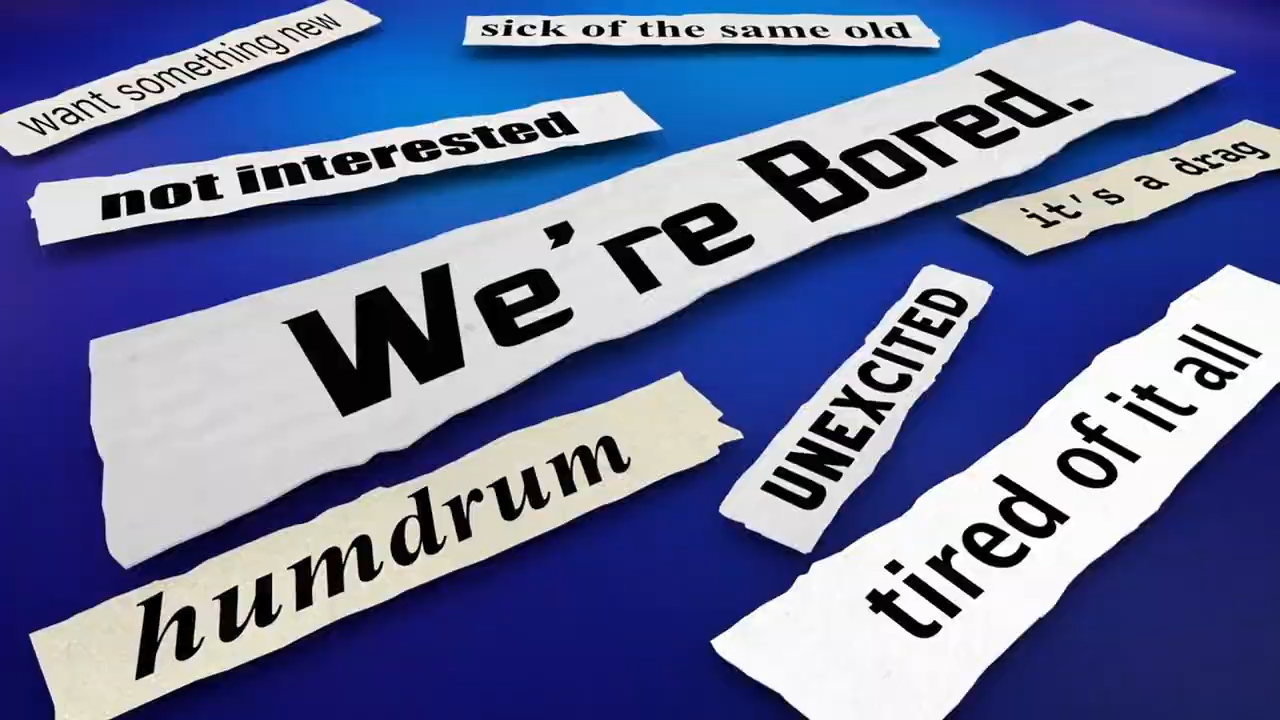 want something new
sick of the same old
not interested
We're Bored.
it's a drag
UNEXCITED
humdrum
tired of it all